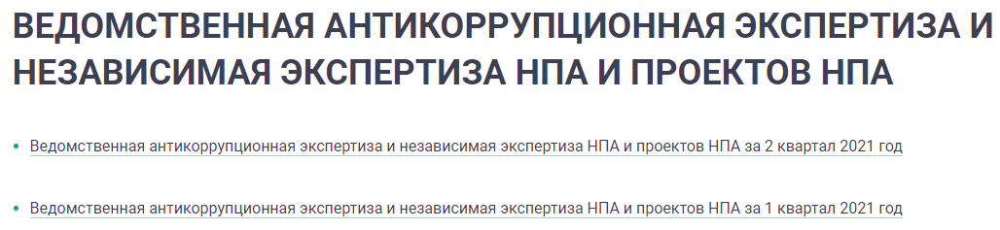 ВЕДОМСТВЕННАЯ АНТИКОРРУПЦИОННАЯ ЭКСПЕРТИЗА И
НЕЗАВИСИМАЯ ЭКСПЕРТИЗА НПА И ПРОЕКТОВ НПА
Ведомственная антикоррупционная экспертиза и независимая экспертиза НПА и проектов НПА за 2 квартал 2021 год
Ведомственная антикоррупционная экспертиза и независимая экспертиза НПА и проектов НПА за 1 квартал 2021 год